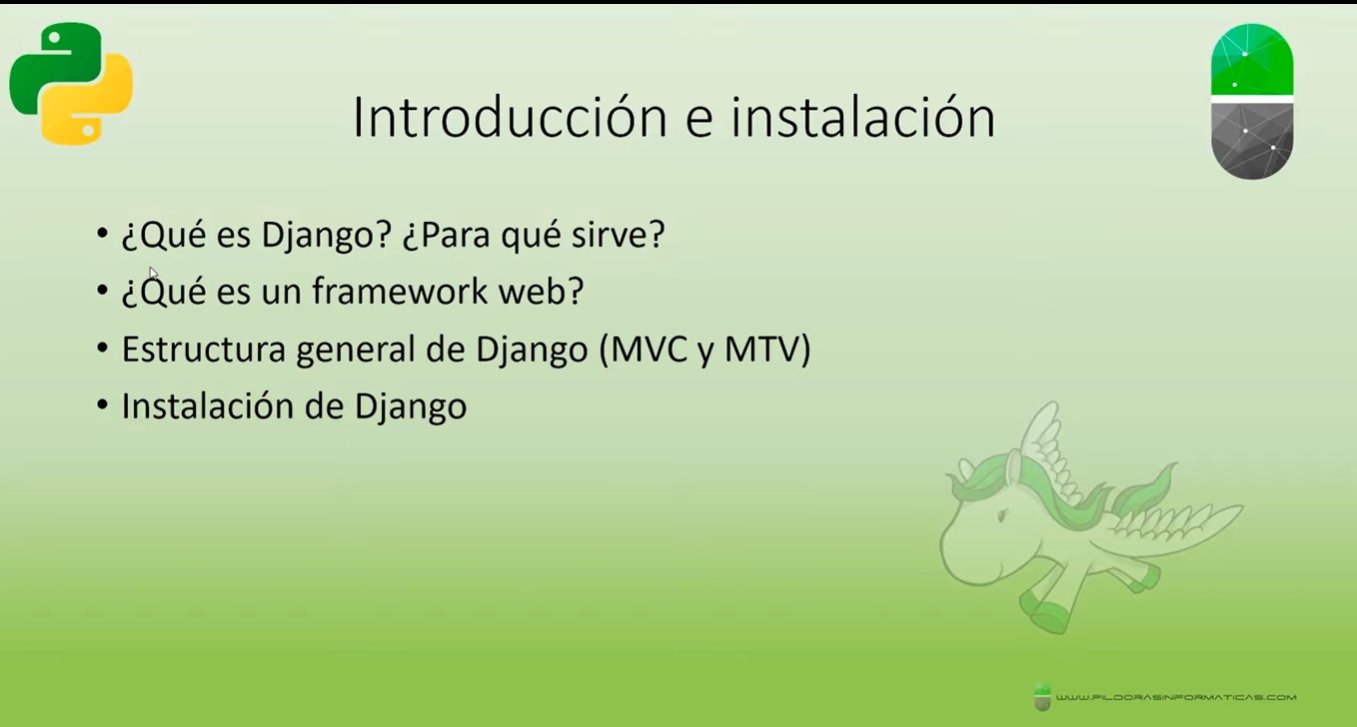 Introducción e instalación
• ¿Qué es Django? ¿Para qué sirve?
• ¿Qué es un framework web?
• Estructura general de Django (MVC y MTV)
• Instalación de Django
WWW.PILDORASINFORMATICAS.COM